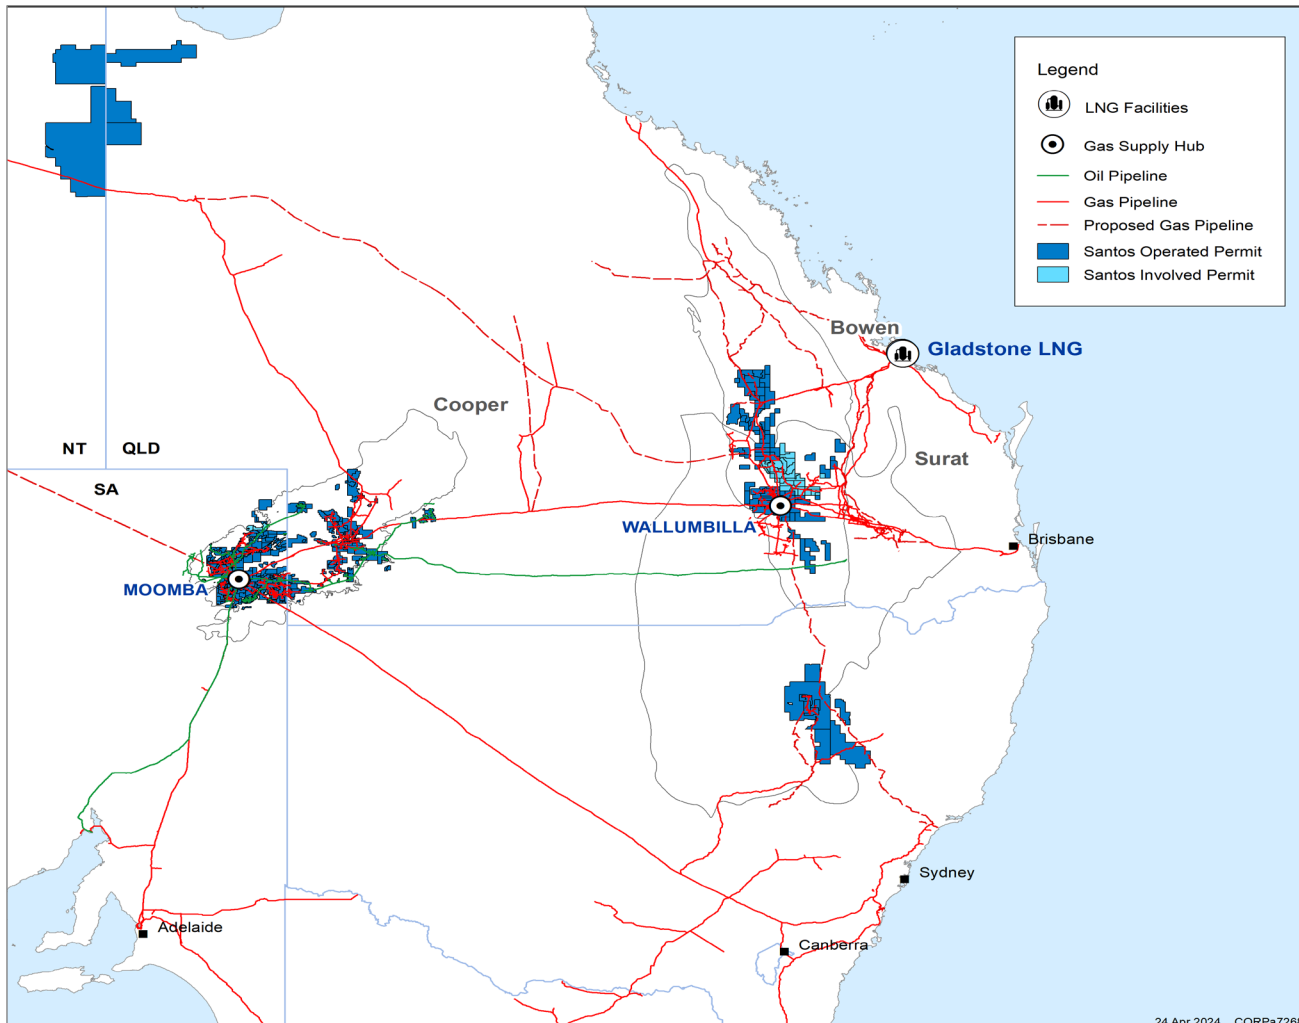 Legend
LNG Facilities
Gas Supply Hub
Oil Pipeline
Gas Pipeline
Proposed Gas Pipeline
Santos Operated Permit
Santos Involved Permit
Bowen
Gladstone LNG
Cooper
NT
QLD
Surat
SA
WALLUMBILLA
Brisbane
MOOMBA
Sydney
Adelaide
Canberra
24 Apr 2024